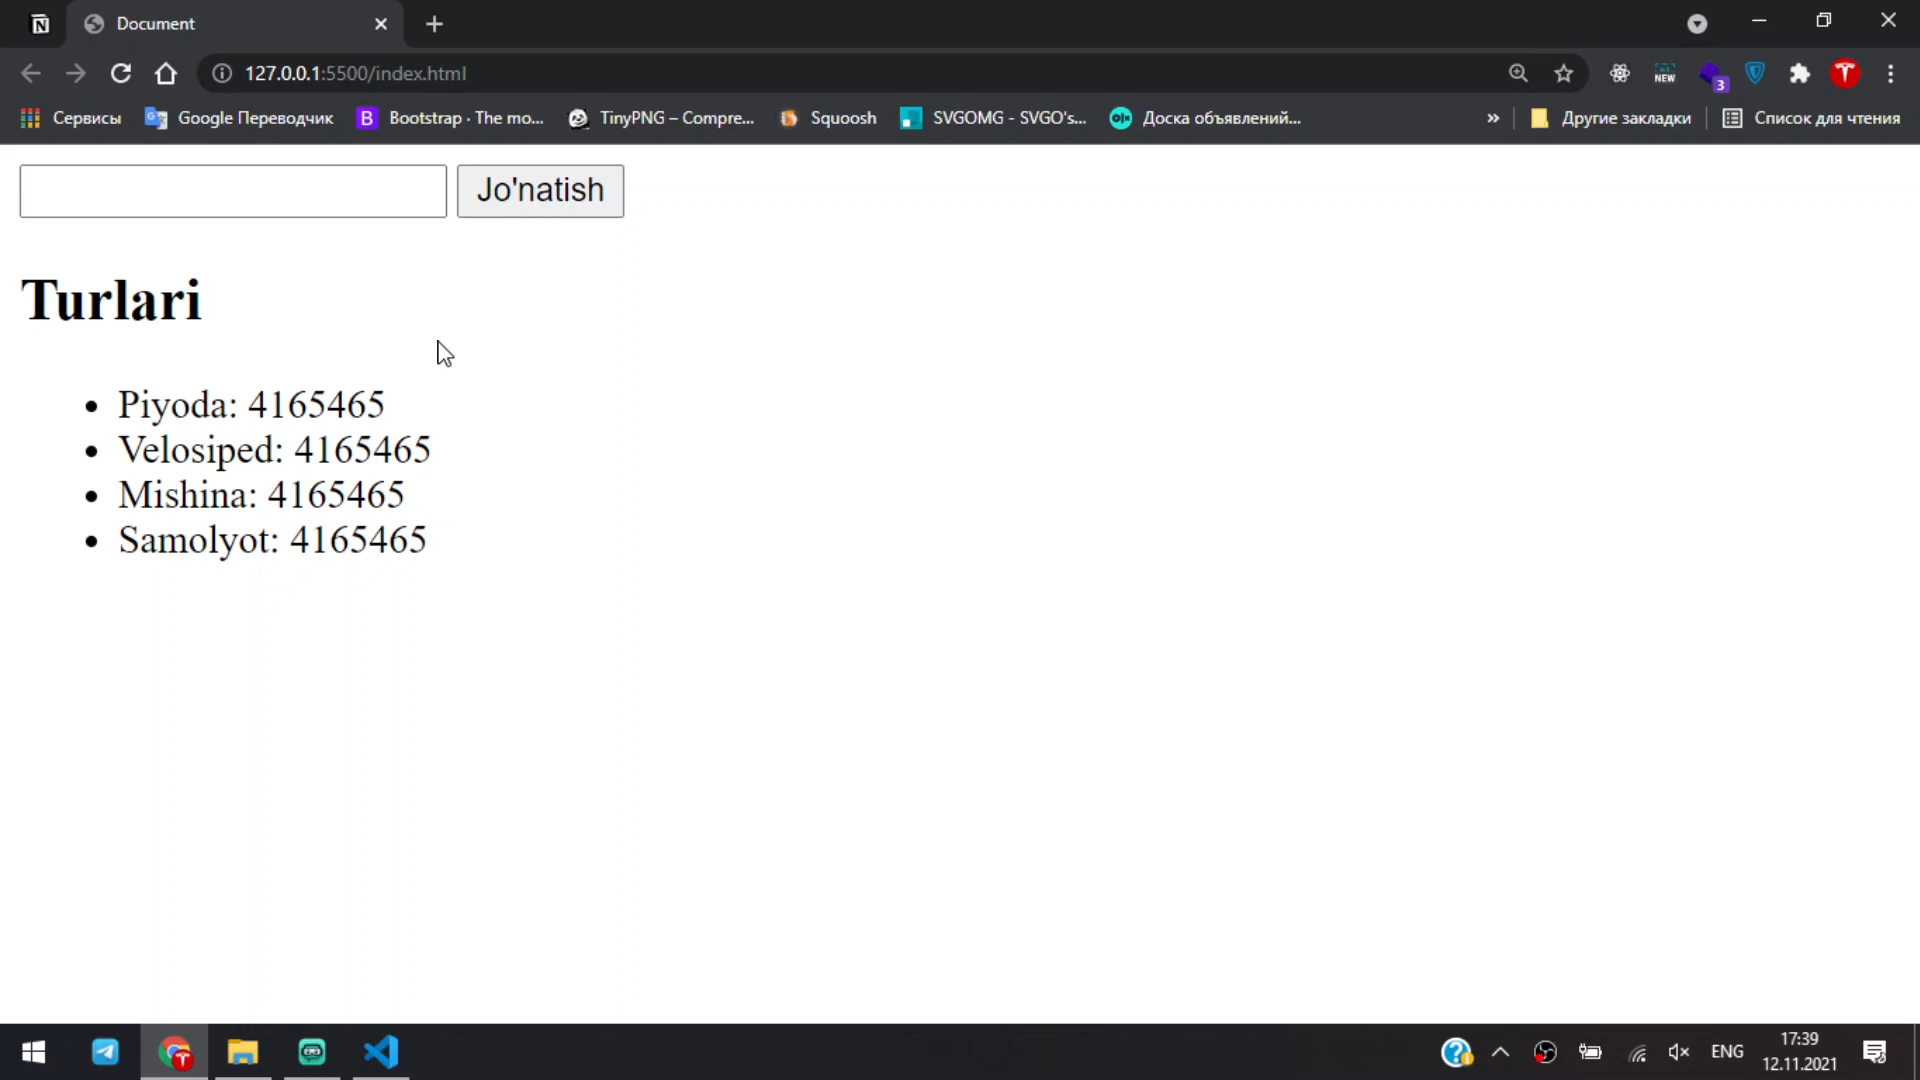 Document
127.0.0.1:5500/index.html
NEW
3
Сервисы
Google Переводчик
B Bootstrap · The mo...
TinyPNG – Compre...
Squoosh
SVGOMG - SVGO's...
Доска объявлений...
»
Другие закладки
Список для чтения
Jo'natish
Turlari
• Piyoda: 4165465
• Velosiped: 4165465
• Mishina: 4165465
• Samolyot: 4165465
ENG
17:39
12.11.2021